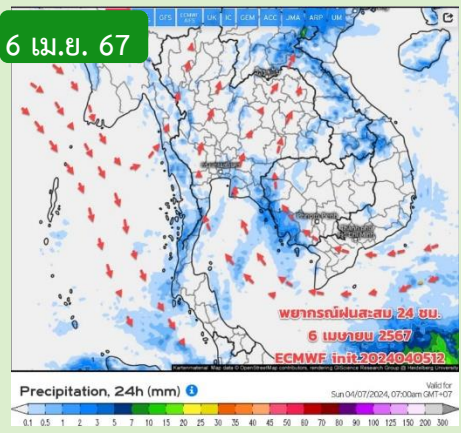 GFS ECMWF AIFS UK IC GEM ACC JMA ARP UM
6 เม.ย. 67
พยากรณ์ฝนสะสม 24 ชม.
6 เมษายน 2567
ECMWF init.2024040512
Precipitation, 24h (mm)
Valid for
Sun 04/07/2024, 07:00am GMT+07
0.1 0.5 1 2 3 5 7 10 15 20 25 30 35 40 45 50 60 70 80 90 100 125 150 200 300